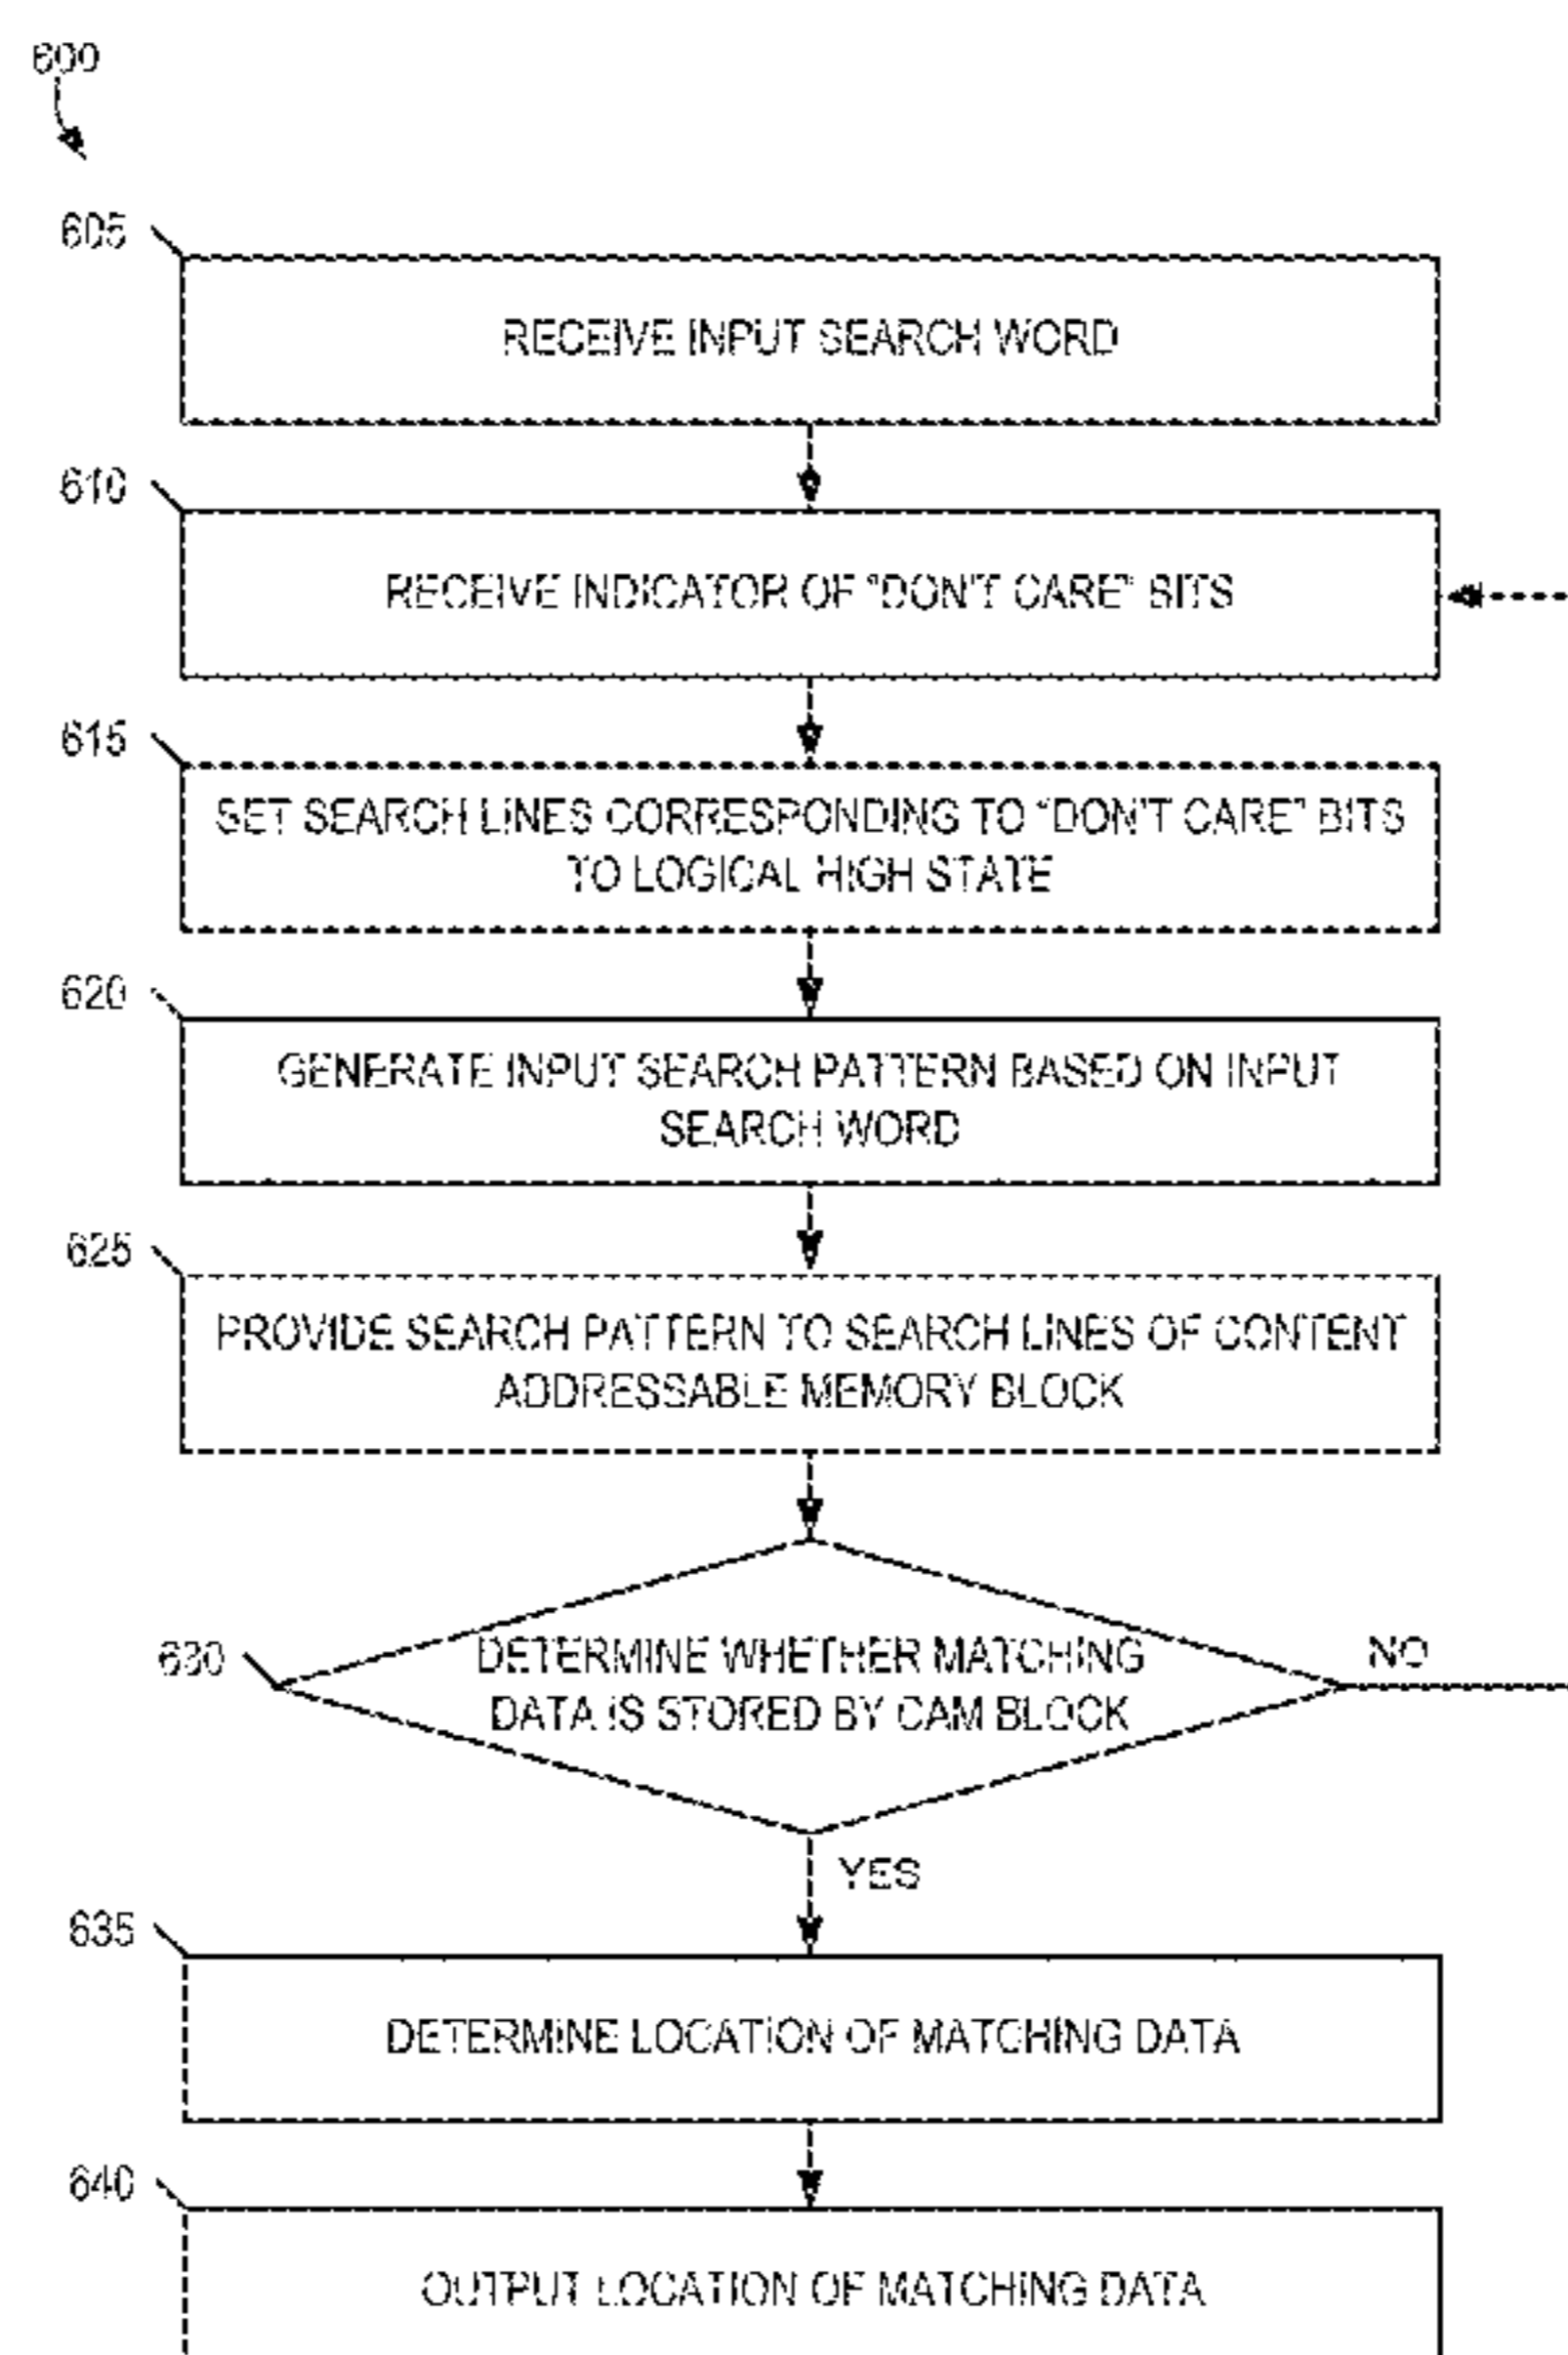 600
605
RECEIVE INPUT SEARCH WORD
610
RECEIVE INDICATOR OF "DON'T CARE" BITS
615
SET SEARCH LINES CORRESPONDING TO "DON'T CARE" BITS
TO LOGICAL HIGH STATE
620
GENERATE INPUT SEARCH PATTERN BASED ON INPUT
SEARCH WORD
625
PROVIDE SEARCH PATTERN TO SEARCH LINES OF CONTENT
ADDRESSABLE MEMORY BLOCK
630
DETERMINE WHETHER MATCHING
DATA IS STORED BY CAM BLOCK
NO
YES
635
DETERMINE LOCATION OF MATCHING DATA
640
OUTPUT LOCATION OF MATCHING DATA